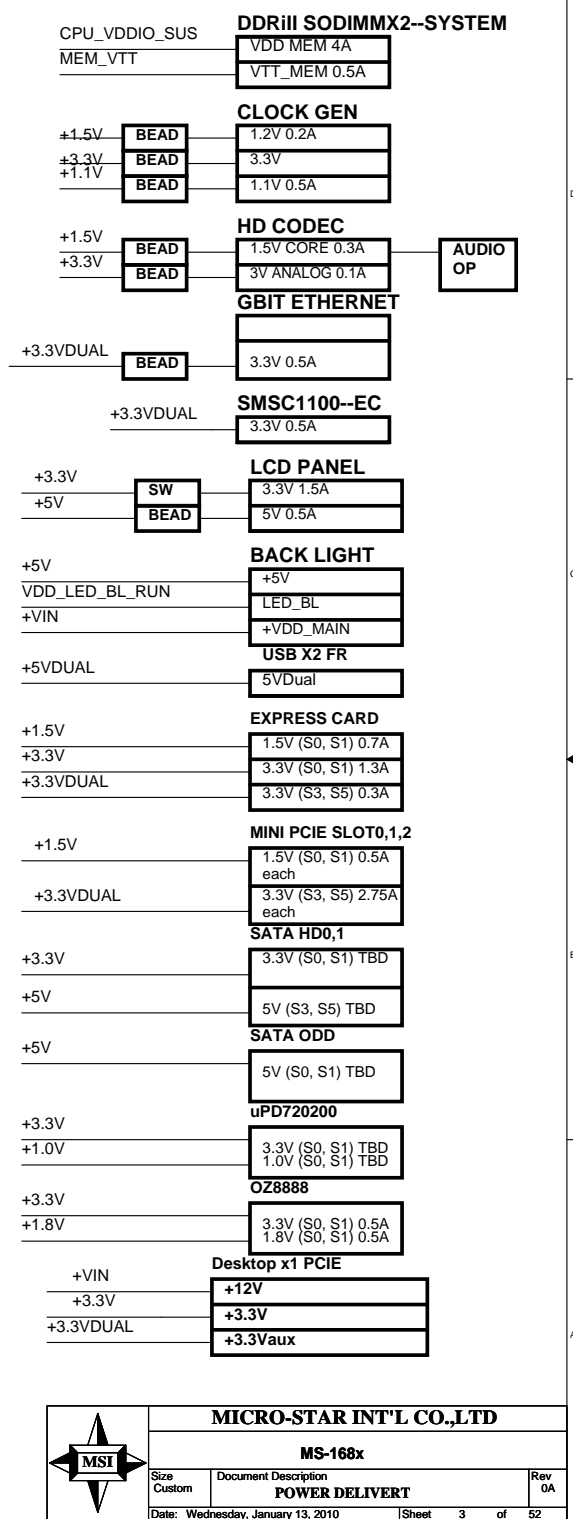 DDRiII SODIMMX2--SYSTEM
CPU_VDDIO_SUS
VDD MEM 4A
MEM_VTT
VTT_MEM 0.5A
CLOCK GEN
+1.5V BEAD 1.2V 0.2A
+3.3V BEAD 3.3V
+1.1V BEAD 1.1V 0.5A
HD CODEC
+1.5V BEAD 1.5V CORE 0.3A AUDIO OP
+3.3V BEAD 3V ANALOG 0.1A
GBIT ETHERNET
+3.3VDUAL BEAD 3.3V 0.5A
SMSC1100--EC
+3.3VDUAL 3.3V 0.5A
LCD PANEL
+3.3V SW 3.3V 1.5A
+5V BEAD 5V 0.5A
BACK LIGHT
+5V +5V
VDD_LED_BL_RUN LED_BL
+VIN +VDD_MAIN
USB X2 FR
+5VDUAL 5VDual
EXPRESS CARD
+1.5V 1.5V (S0, S1) 0.7A
+3.3V 3.3V (S0, S1) 1.3A
+3.3VDUAL 3.3V (S3, S5) 0.3A
MINI PCIE SLOT0,1,2
+1.5V 1.5V (S0, S1) 0.5A
each
+3.3VDUAL 3.3V (S3, S5) 2.75A
each
SATA HD0,1
+3.3V 3.3V (S0, S1) TBD
+5V 5V (S3, S5) TBD
SATA ODD
+5V 5V (S0, S1) TBD
uPD720200
+3.3V 3.3V (S0, S1) TBD
+1.0V 1.0V (S0, S1) TBD
OZ8888
+3.3V 3.3V (S0, S1) 0.5A
+1.8V 1.8V (S0, S1) 0.5A
Desktop x1 PCIE
+VIN +12V
+3.3V +3.3V
+3.3VDUAL +3.3Vaux
D
C
B
A
MSI
MICRO-STAR INT'L CO.,LTD
MS-168x
Size Document Description Rev
Custom POWER DELIVERT 0A
Date: Wednesday, January 13, 2010 Sheet 3 of 52